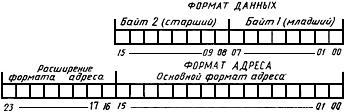 ФОРМАТ ДАННЫХ
Байт 2 (старший) Байт 1 (младший)
15 09 08 07 01 00
Расширение формата адреса
ФОРМАТ АДРЕСА
Основной формат адреса
23 17 16 15 01 00